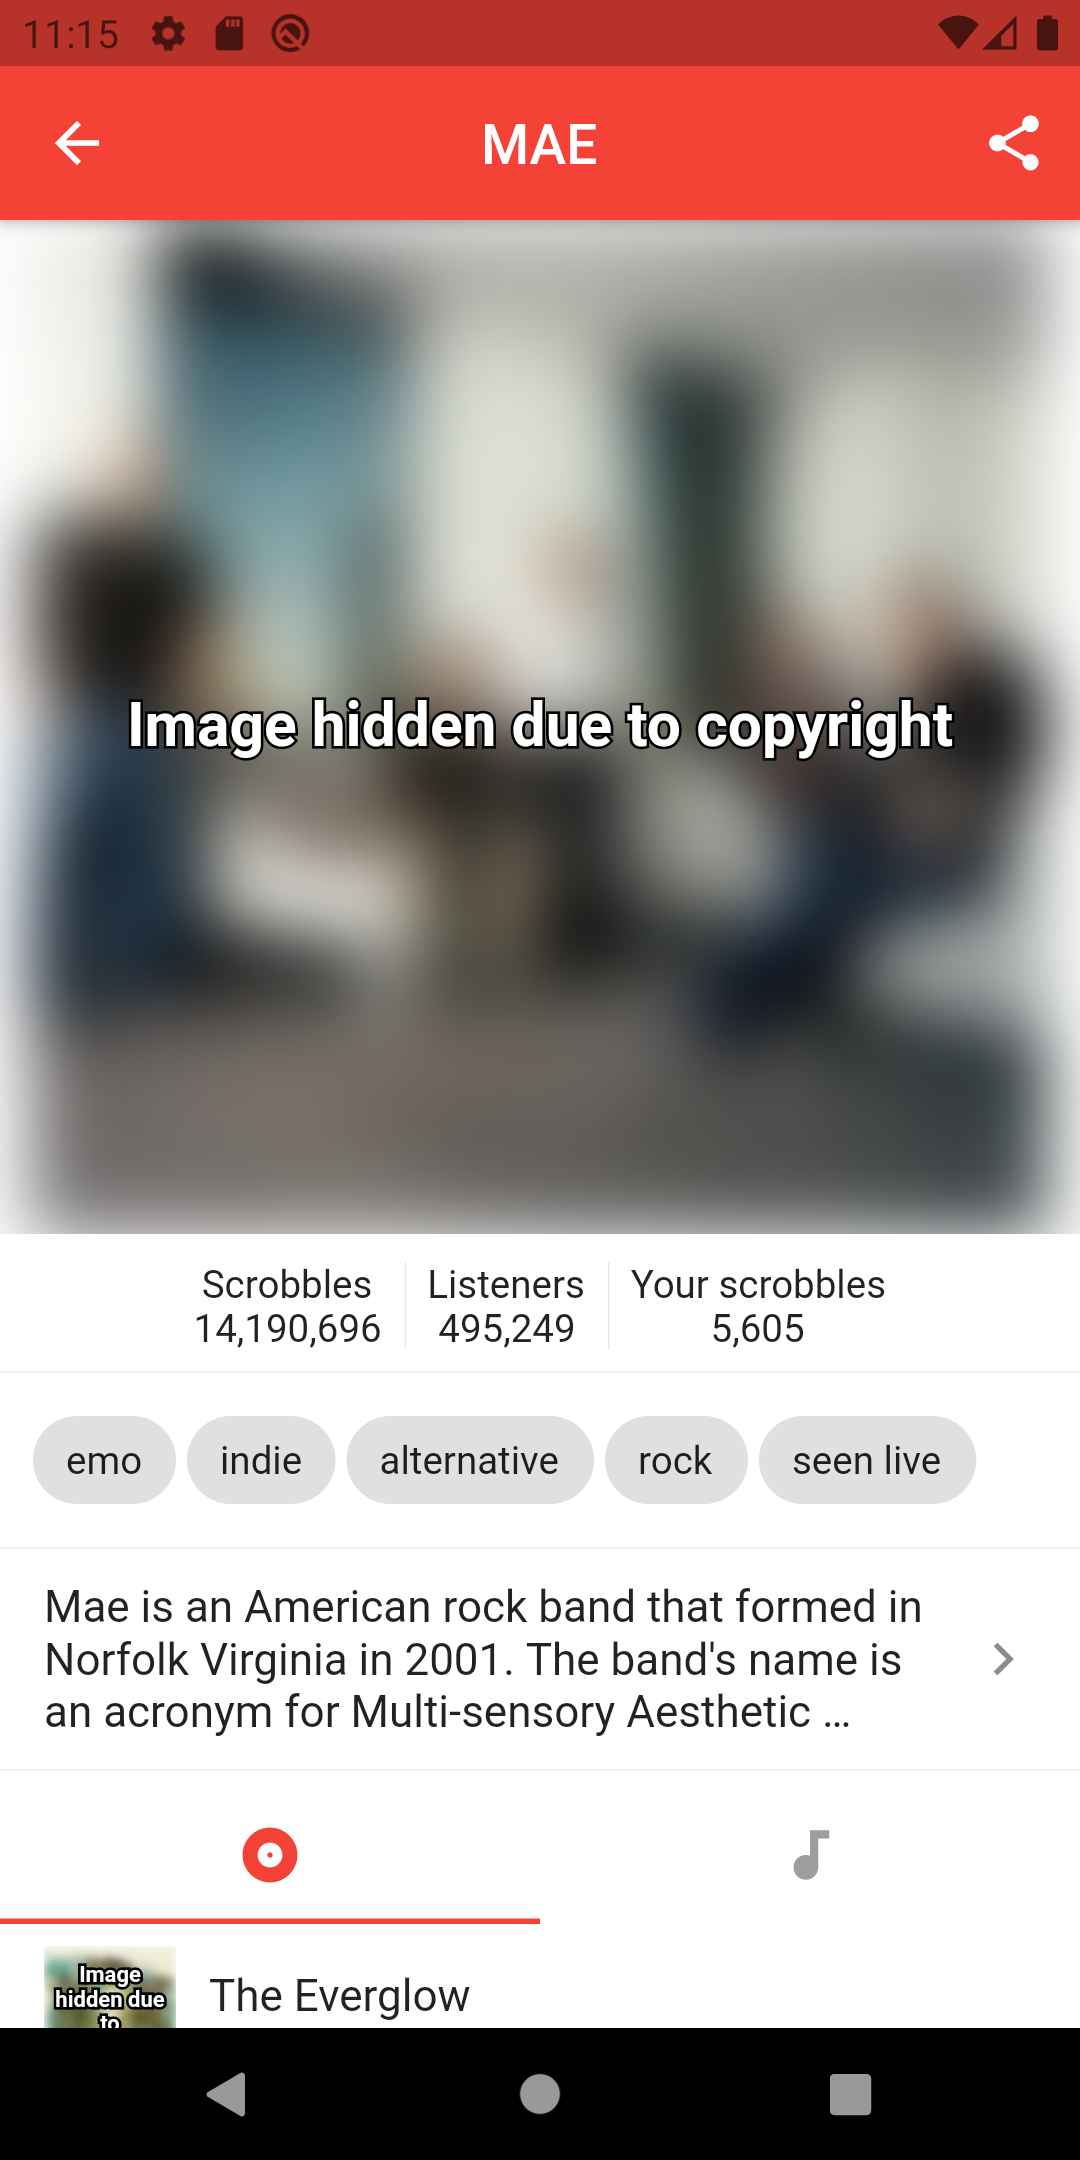 11:15
MAE
Image hidden due to copyright
Scrobbles
14,190,696
Listeners
495,249
Your scrobbles
5,605
emo
indie
alternative
rock
seen live
Mae is an American rock band that formed in
Norfolk Virginia in 2001. The band's name is
an acronym for Multi-sensory Aesthetic ...
Image
hidden due
to
The Everglow